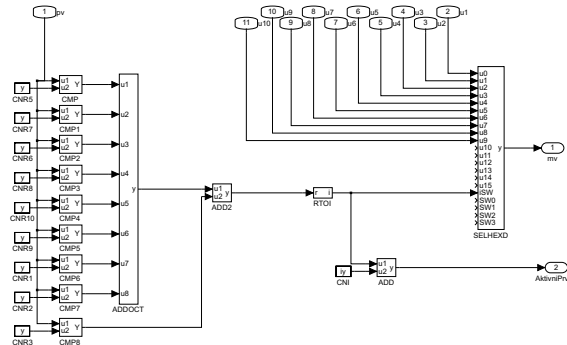 1
pv
10 u9
8 u7
6 u5
4 u3
2 u1
11 u10
9 u8
7 u6
5 u4
3 u2
y
CNR5
u1
u2
Y
CMP
y
CNR7
u1
u2
Y
CMP1
y
CNR6
u1
u2
Y
CMP2
y
CNR8
u1
u2
Y
CMP3
y
CNR10
u1
u2
Y
CMP4
y
CNR9
u1
u2
Y
CMP5
y
CNR1
u1
u2
Y
CMP6
y
CNR2
u1
u2
Y
CMP7
y
CNR3
u1
u2
Y
CMP8
u1
u2
u3
u4
u5
u6
u7
u8
y
ADDOCT
u1
u2
y
ADD2
r i
RTOI
iy
CNI
u1
u2
y
ADD
u0
u1
u2
u3
u4
u5
u6
u7
u8
u9
u10
u11
u12
u13
u14
u15
iSW
SW0
SW1
SW2
SW3
y
SELHEXD
1
mv
2
AktivniPrv